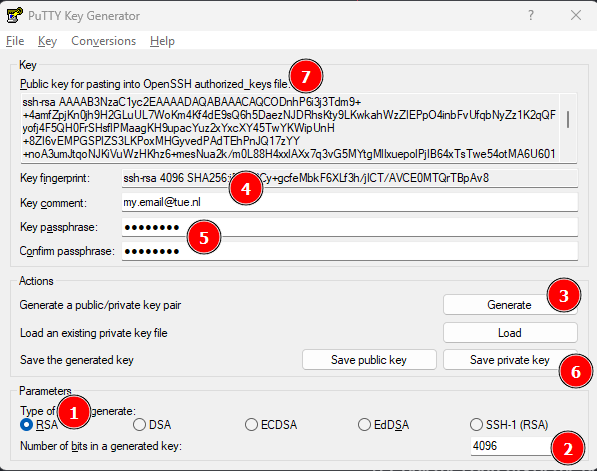 PuTTY Key Generator
File Key Conversions Help
Key
Public key for pasting into OpenSSH authorized_keys file:
7
ssh-rsa AAAAB3NzaC1yc2EAAAADAQABAAACAQCODnhP6i3j3Tdm9+
+4amfZpjKn0jh9H2GLuUL7WoKm4Kf4dE9sQ6h5DaezNJDRhsKty9LKwkahWzZIEPpO4inbFvUfqbNyZz1K2qQF
yofj4F5QH0FrSHsflPMaagKH9upacYuz2xYxcXY45TwYKWipUnH
+8ZI6vEMPGSPlZS3LKPoxMHGyvedPAdTEhPnJQ17zYY
+noA3umJtqoNJKiVuWzHKhz6+mesNua2k/m0L88H4xxlAXx7q3vG5MYtgMllxuepolPjIB64xTsTwe54otMA6U601
Key fingerprint: ssh-rsa 4096 Cy+gcfeMbkF6XLf3h/jICT/AVCE0MTQrTBpAv8
4
Key comment: my.email@tue.nl
Key passphrase: ●●●●●●●●
5
Confirm passphrase: ●●●●●●●●
Actions
Generate a public/private key pair Generate 3
Load an existing private key file Load
Save the generated key Save public key Save private key 6
Parameters
Type of generate:
1
RSA DSA ECDSA EdDSA SSH-1 (RSA)
Number of bits in a generated key: 4096 2